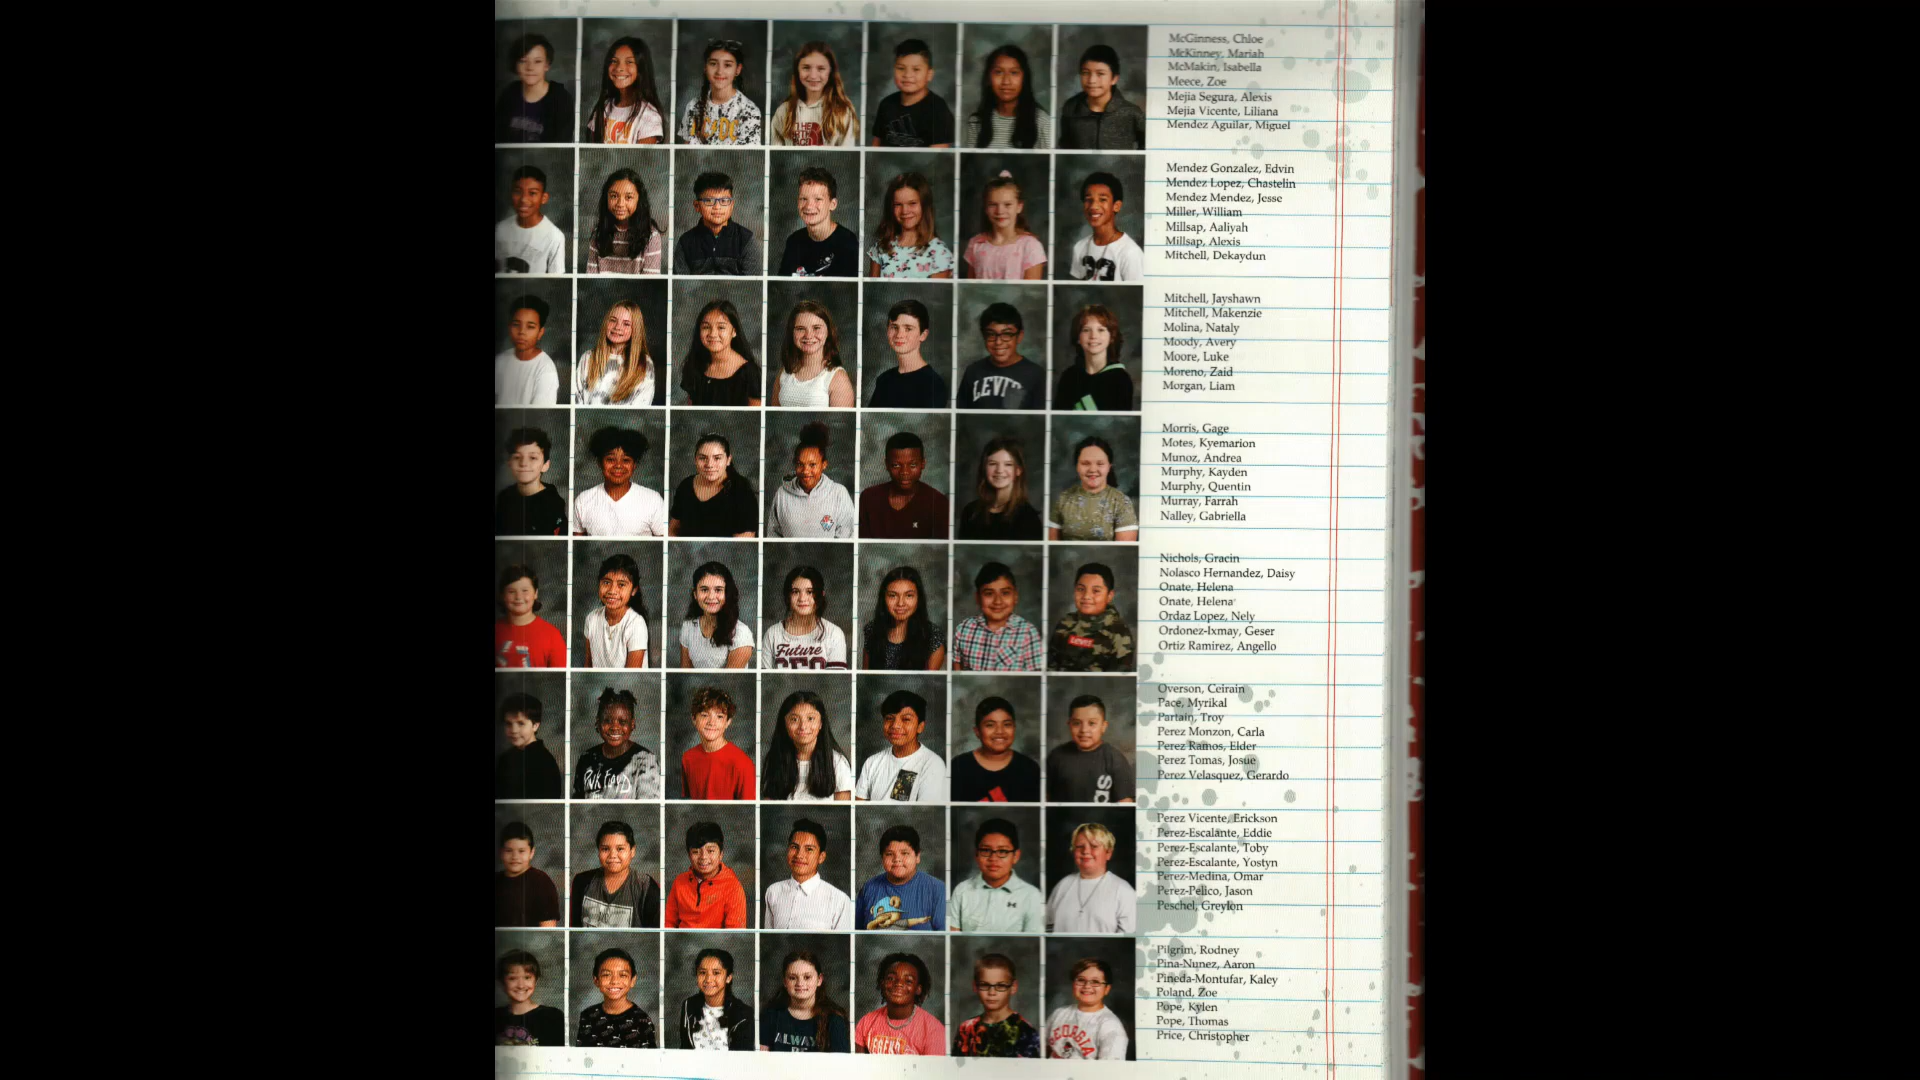 McGinness, Chloe
McKinney, Mariah
McMakin, Isabella
Meece, Zoe
Mejia Segura, Alexis
Mejia Vicente, Liliana
Mendez Aguilar, Miguel
Mendez Gonzalez, Edvin
Mendez Lopez, Chastelin
Mendez Mendez, Jesse
Miller, William
Millsap, Aaliyah
Millsap, Alexis
Mitchell, Dekaydun
Mitchell, Jayshawn
Mitchell, Makenzie
Molina, Nataly
Moody, Avery
Moore, Luke
Moreno, Zaid
Morgan, Liam
LEVI
Morris, Gage
Motes, Kyemarion
Munoz, Andrea
Murphy, Kayden
Murphy, Quentin
Murray, Farrah
Nalley, Gabriella
Nichols, Gracin
Nolasco Hernandez, Daisy
Onate, Helena
Onate, Helena
Ordaz Lopez, Nely
Ordonez-Ixmay, Geser
Ortiz Ramirez, Angello
Future
CEO
Overson, Ceirain
Pace, Myrikal
Partain, Troy
Perez Monzon, Carla
Perez Ramos, Elder
Perez Tomas, Josue
Perez Velasquez, Gerardo
PINK FLOYD
Perez Vicente, Erickson
Perez-Escalante, Eddie
Perez-Escalante, Toby
Perez-Escalante, Yostyn
Perez-Medina, Omar
Perez-Pelico, Jason
Peschel, Greylon
Pilgrim, Rodney
Pina-Nunez, Aaron
Pineda-Montufar, Kaley
Poland, Zoe
Pope, Kylen
Pope, Thomas
Price, Christopher
GEORGIA